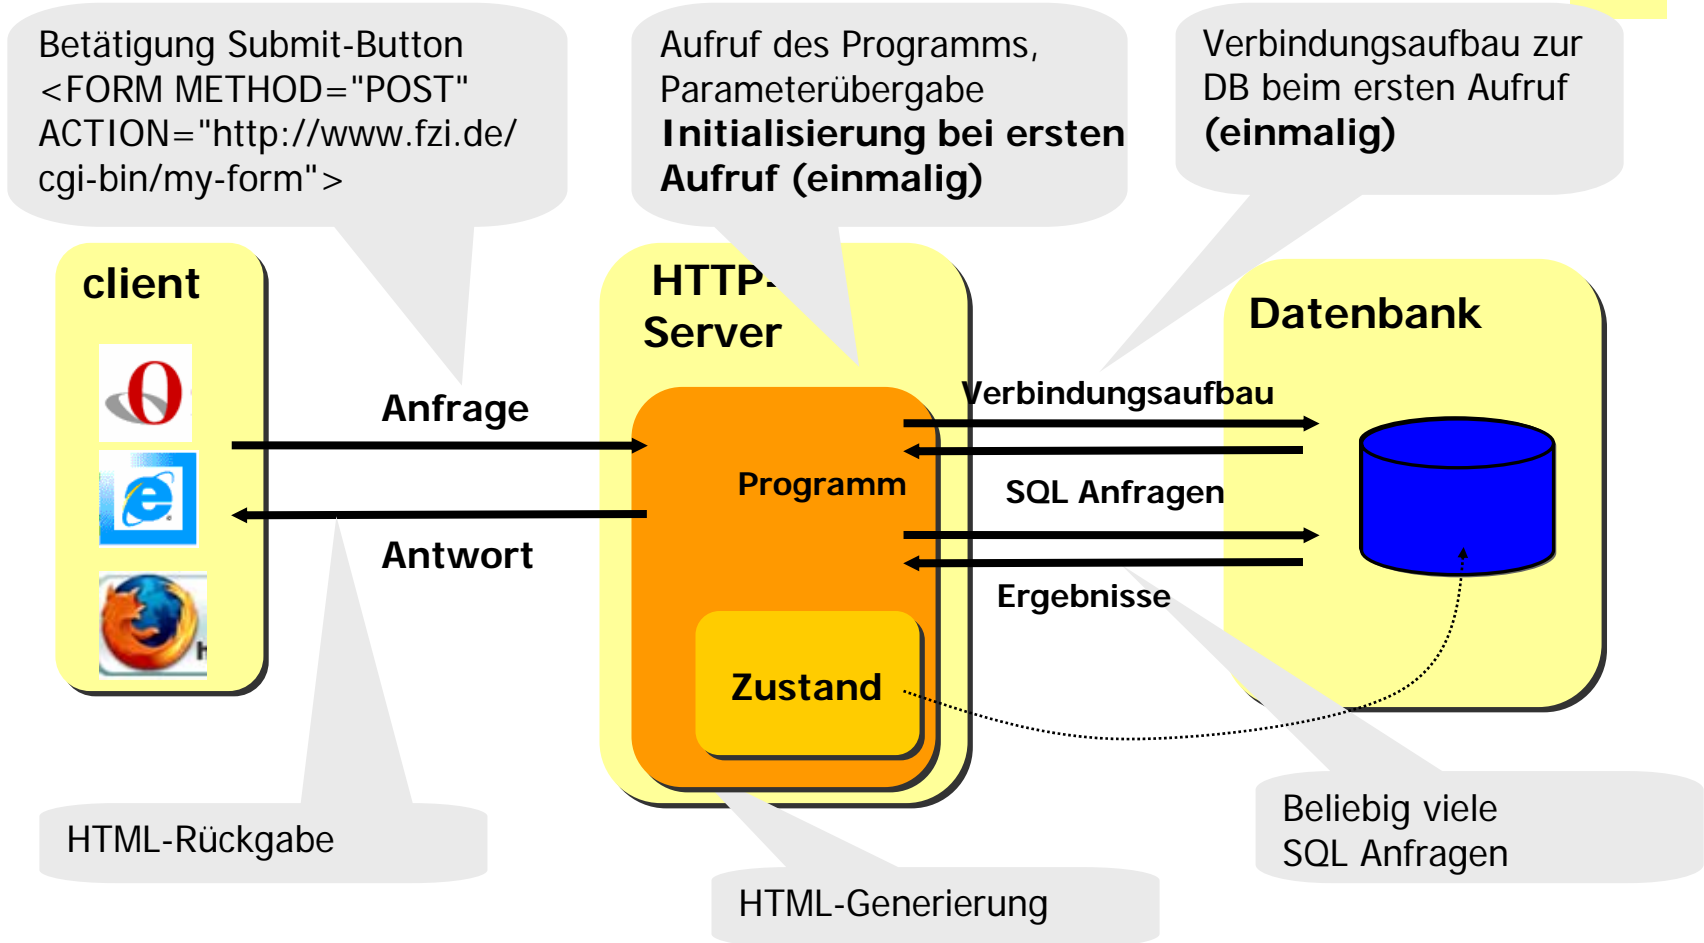 Betätigung Submit-Button
<FORM METHOD="POST"
ACTION="http://www.fzi.de/
cgi-bin/my-form">
Aufruf des Programms,
Parameterübergabe
Initialisierung bei ersten
Aufruf (einmalig)
Verbindungsaufbau zur
DB beim ersten Aufruf
(einmalig)
client
HTTP-
Server
Datenbank
Anfrage
Verbindungsaufbau
Programm
SQL Anfragen
Antwort
Ergebnisse
Zustand
HTML-Rückgabe
Beliebig viele
SQL Anfragen
HTML-Generierung